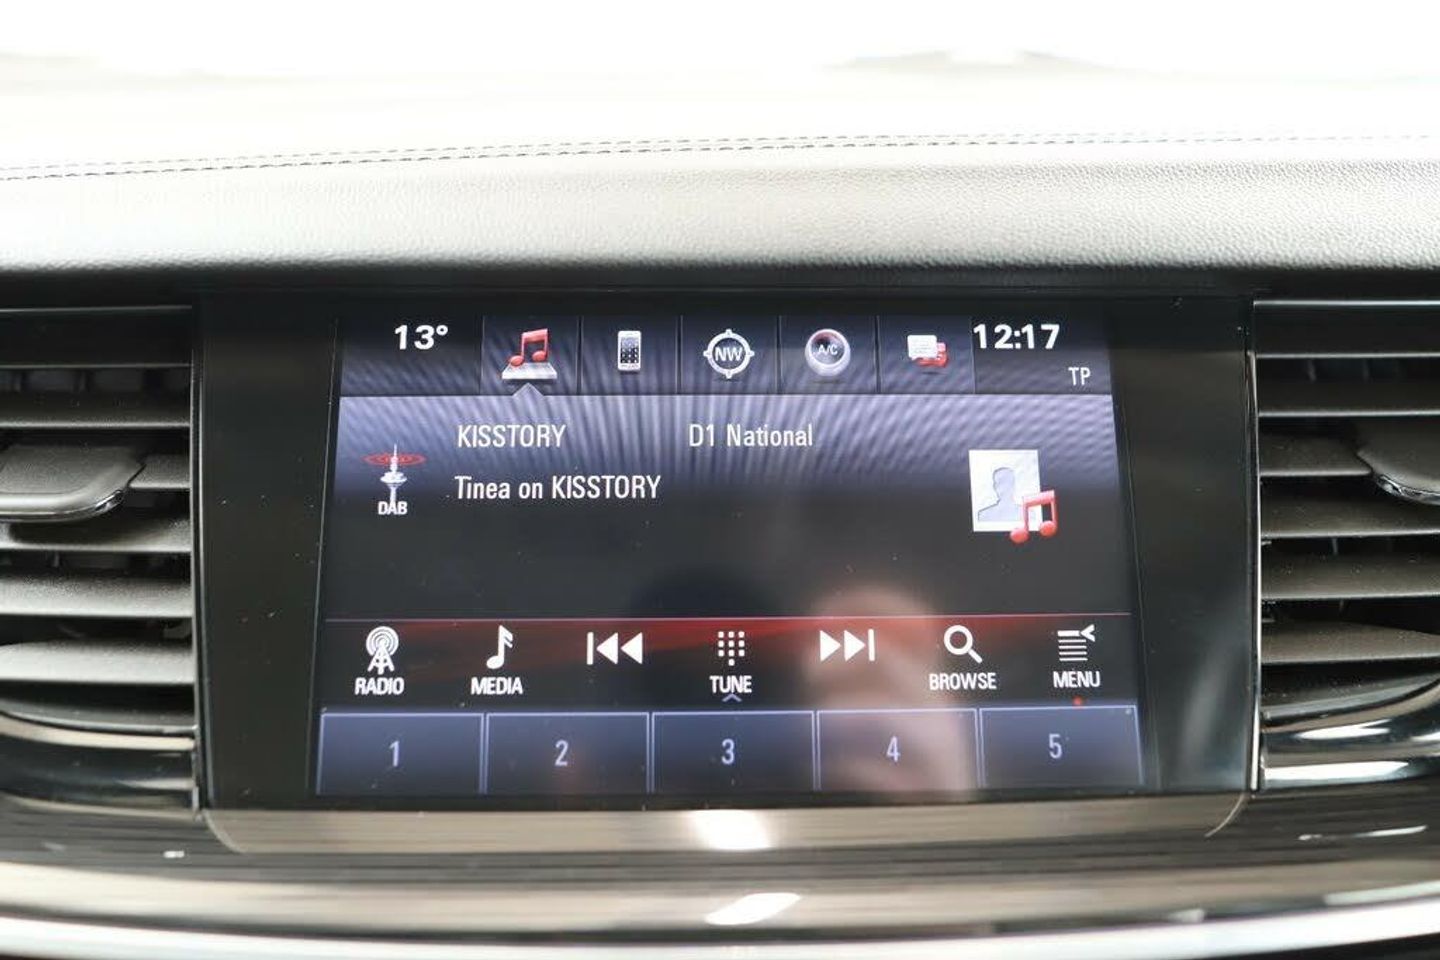 13° NW A/C 12:17
TP
KISSTORY D1 National
Tinea on KISSTORY
DAB
RADIO MEDIA TUNE BROWSE MENU
1 2 3 4 5